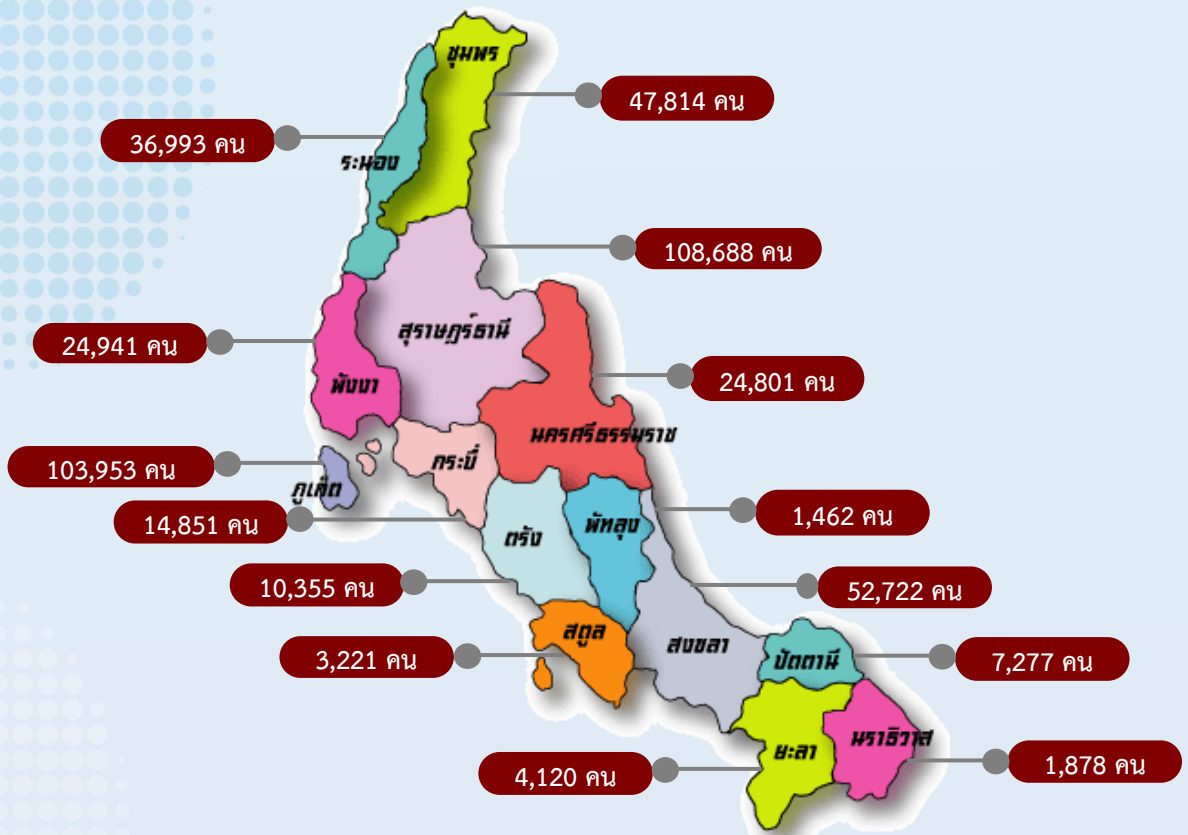 ชุมพร
47,814 คน
36,993 คน
ระนอง
108,688 คน
สุราษฎร์ธานี
24,941 คน
พังงา
24,801 คน
นครศรีธรรมราช
103,953 คน
กระบี่
ภูเก็ต
14,851 คน
ตรัง
พัทลุง
1,462 คน
10,355 คน
52,722 คน
สตูล
สงขลา
3,221 คน
ปัตตานี
7,277 คน
ยะลา
นราธิวาส
4,120 คน
1,878 คน